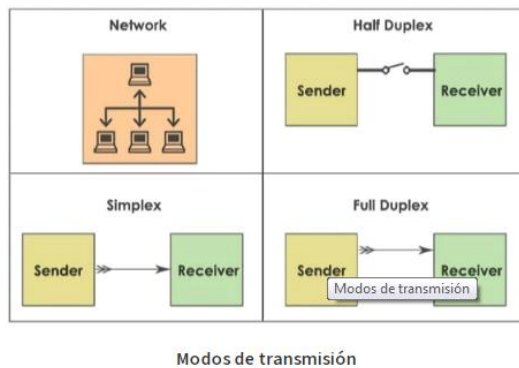 Network
Half Duplex
Sender
Receiver
Simplex
Sender
Receiver
Full Duplex
Sender
Receiver
Modos de transmisión
Modos de transmisión